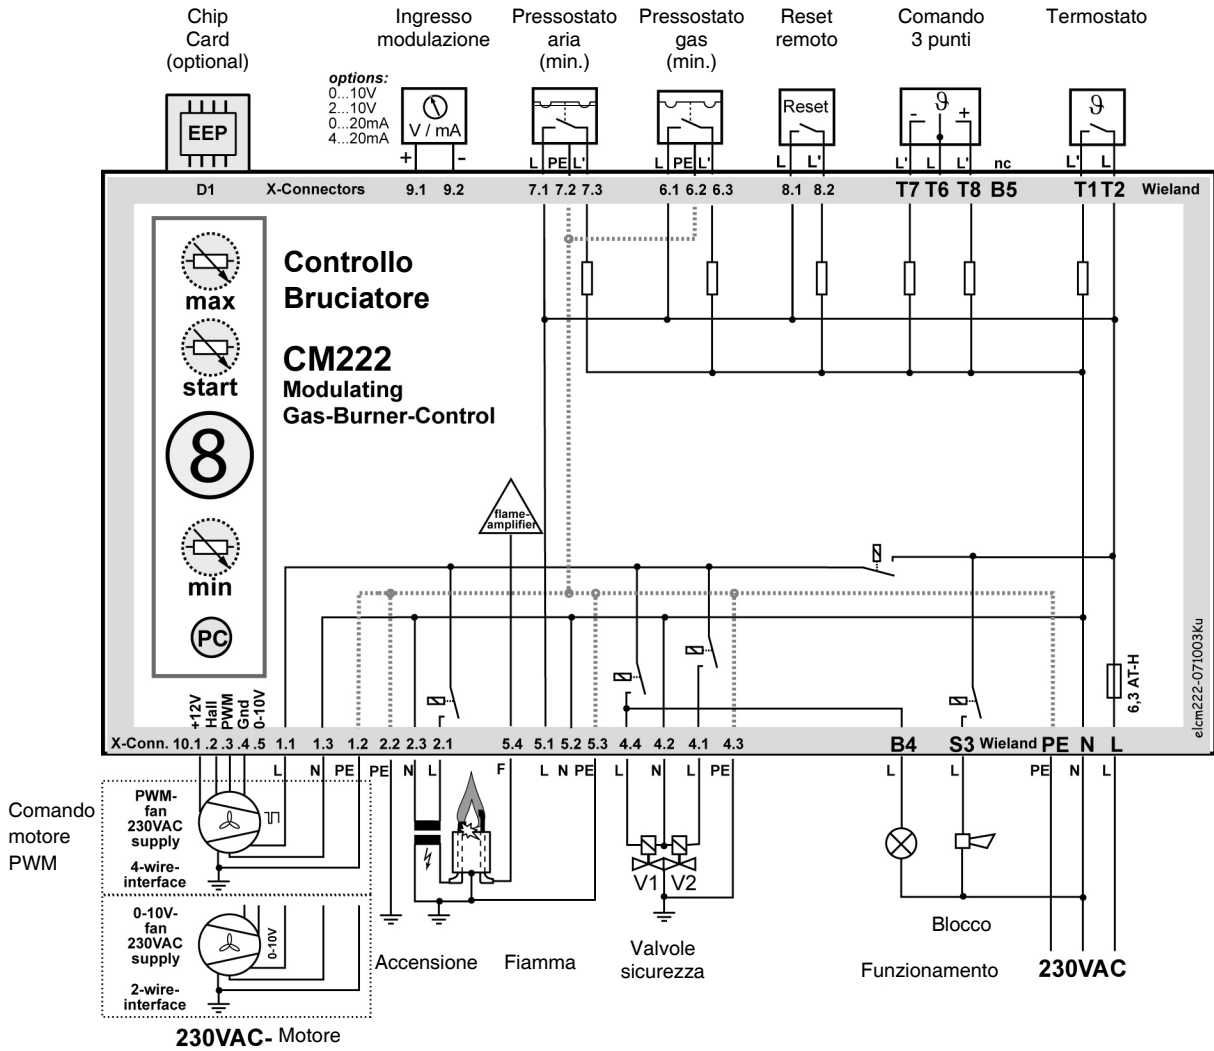 Chip
Card
(optional)
Ingresso
modulazione
Pressostato
aria
(min.)
Pressostato
gas
(min.)
Reset
remoto
Comando
3 punti
Termostato
options:
0...10V
2...10V
0...20mA
4...20mA
EEP
V / mA
+ -
Reset
ϑ
- +
ϑ
L PE L'
L PE L'
L L'
L' L L' nc
L' L
D1 X-Connectors 9.1 9.2 7.1 7.2 7.3 6.1 6.2 6.3 8.1 8.2 T7 T6 T8 B5 T1 T2 Wieland
max
start
8
min
PC
Controllo
Bruciatore
CM222
Modulating
Gas-Burner-Control
flame-
amplifier
6,3 AT-H
elcm222-071003Ku
+12V
Hall
PWM
Gnd
0-10V
X-Conn. 10.1 .2 .3 .4 .5 1.1 1.3 1.2 2.2 2.3 2.1 5.4 5.1 5.2 5.3 4.4 4.2 4.1 4.3 B4 S3 Wieland PE N L
L N PE PE N L F L N PE L N L PE L L PE N L
Comando
motore
PWM
PWM-
fan
230VAC
supply
4-wire-
interface
0-10V-
fan
230VAC
supply
0-10V
2-wire-
interface
230VAC- Motore
Accensione
Fiamma
V1 V2
Valvole
sicurezza
Blocco
Funzionamento
230VAC